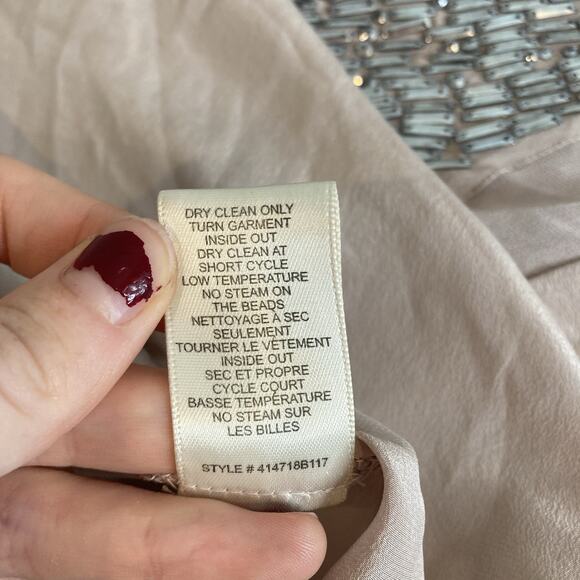 DRY CLEAN ONLY
TURN GARMENT
INSIDE OUT
DRY CLEAN AT
SHORT CYCLE
LOW TEMPERATURE
NO STEAM ON
THE BEADS
NETTOYAGE À SEC
SEULEMENT
TOURNER LE VÊTEMENT
INSIDE OUT
SEC ET PROPRE
CYCLE COURT
BASSE TEMPÉRATURE
NO STEAM SUR
LES BILLES
STYLE # 414718B117